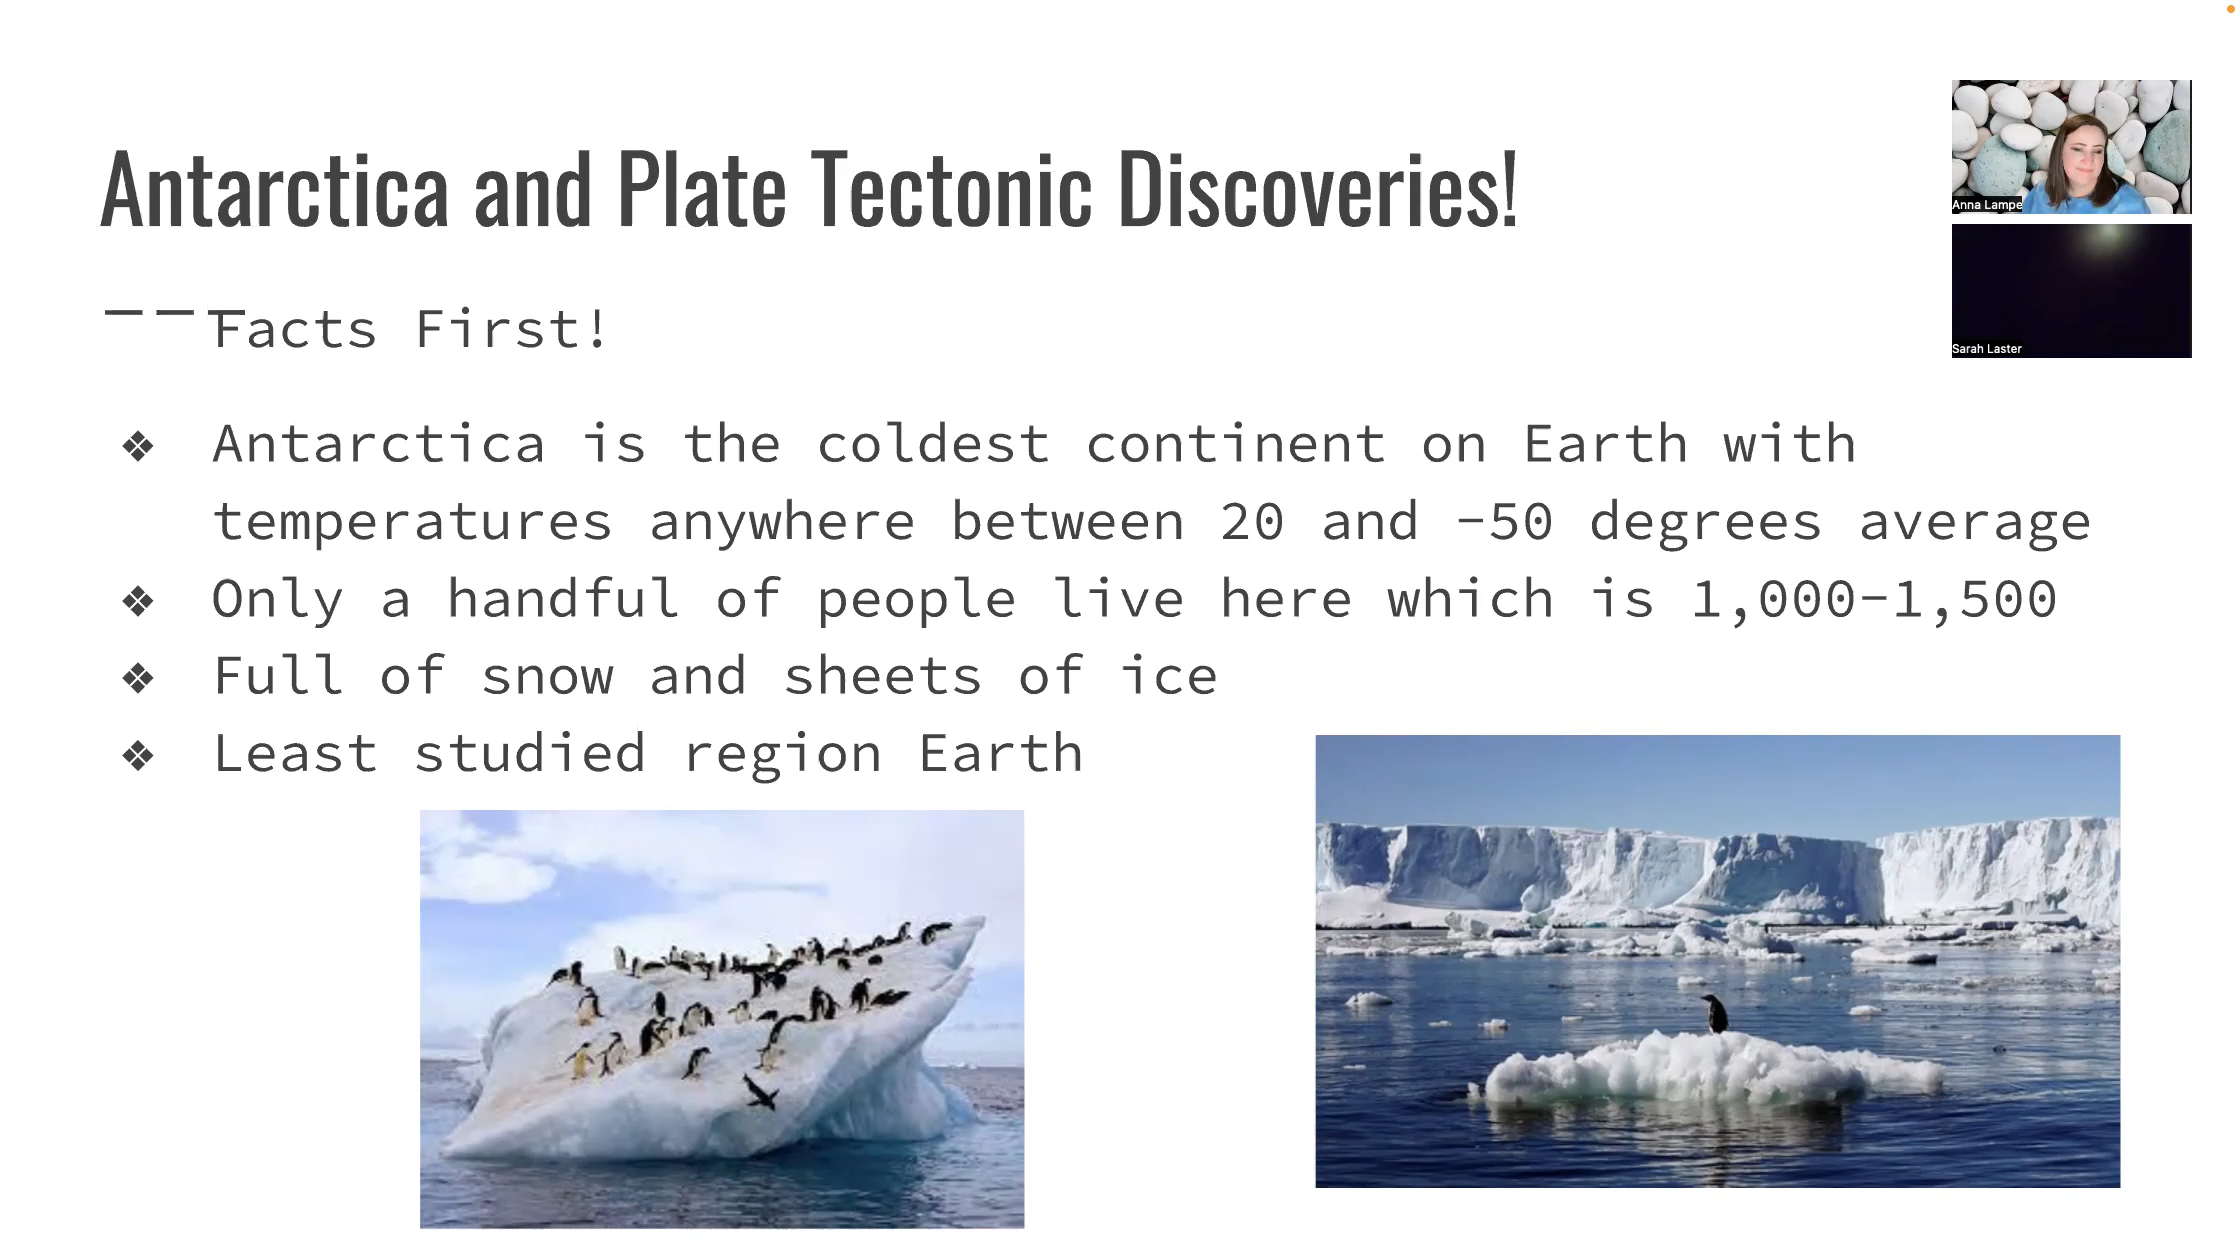 Antarctica and Plate Tectonic Discoveries!
Facts First!
❖ Antarctica is the coldest continent on Earth with
temperatures anywhere between 20 and -50 degrees average
❖ Only a handful of people live here which is 1,000-1,500
❖ Full of snow and sheets of ice
❖ Least studied region Earth
Anna Lampe
Sarah Laster